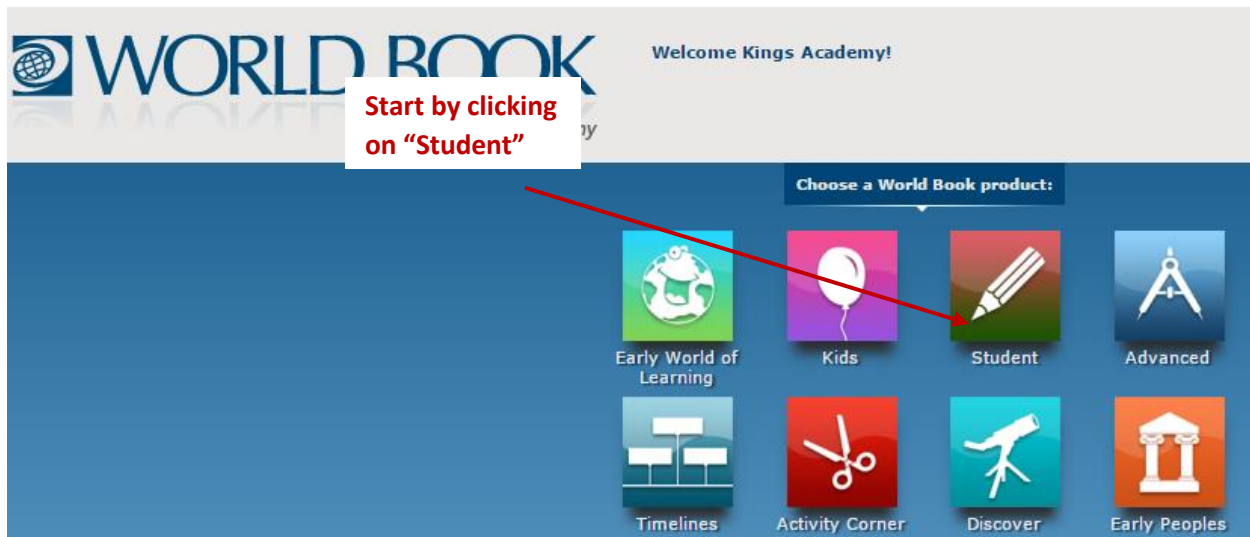 WORLD BOOK
Welcome Kings Academy!
Start by clicking
on “Student”
Choose a World Book product:
Early World of
Learning
Kids
Student
Advanced
Timelines
Activity Corner
Discover
Early Peoples